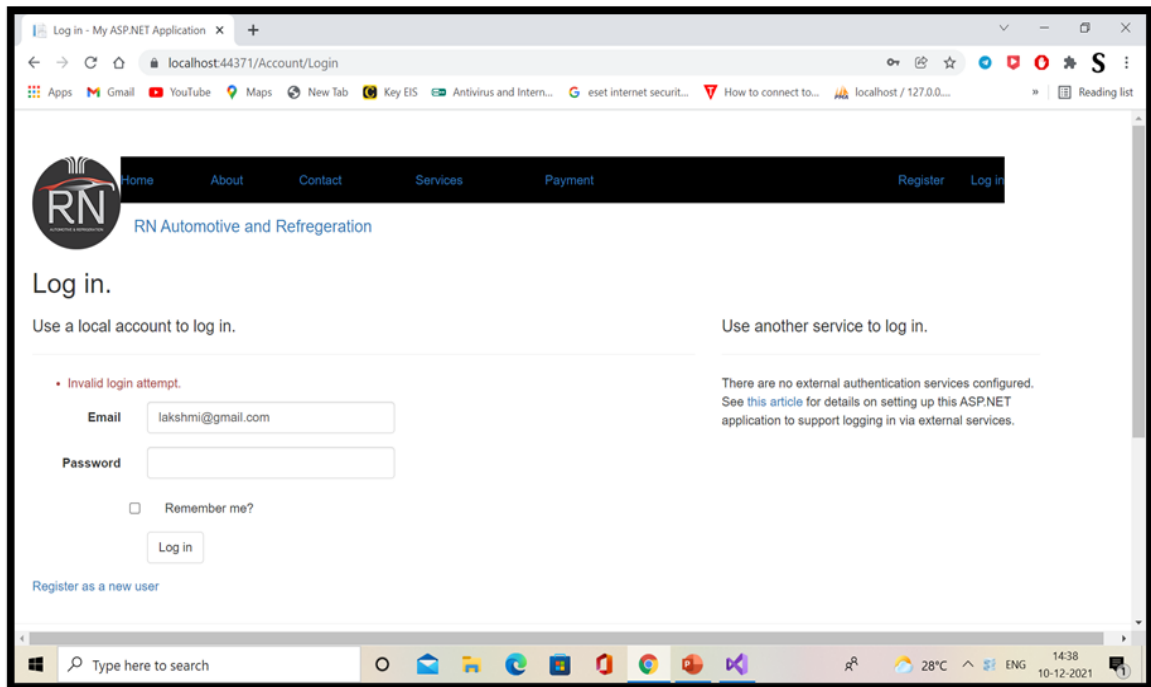 Log in - My ASP.NET Application
localhost:44371/Account/Login
S
Apps Gmail YouTube Maps New Tab Key EIS Antivirus and Intern... eset internet securit... How to connect to... localhost / 127.0.0.... » Reading list
RN
AUTOMOTIVE & REFRIGERATION
Home About Contact Services Payment Register Log in
RN Automotive and Refregeration
Log in.
Use a local account to log in.
Use another service to log in.
• Invalid login attempt.
Email lakshmi@gmail.com
Password
Remember me?
Log in
Register as a new user
There are no external authentication services configured.
See this article for details on setting up this ASP.NET
application to support logging in via external services.
Type here to search
28°C ENG 14:38
10-12-2021
1